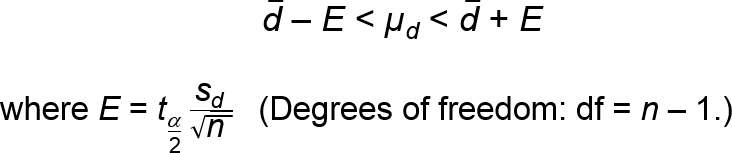 d̄ – E < μ_d < d̄ + E
where E = t_{α/2} s_d/√n (Degrees of freedom: df = n – 1.)